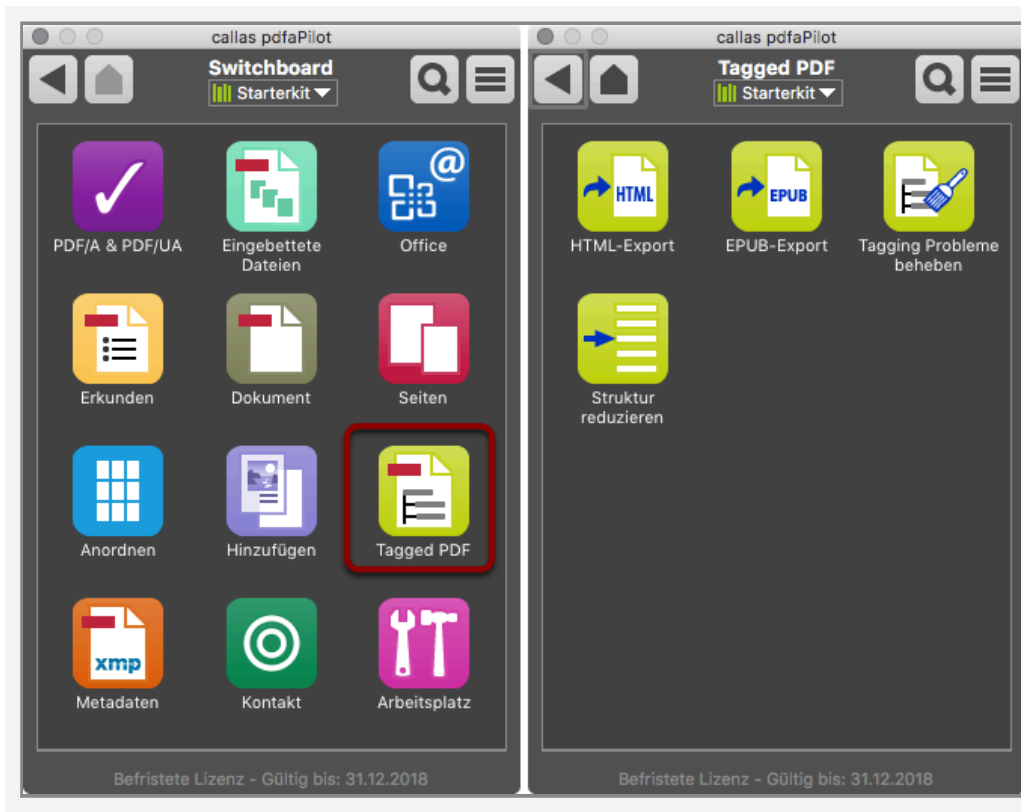 callas pdfaPilot
Switchboard
Starterkit
PDF/A & PDF/UA
Eingebettete
Dateien
@
Office
Erkunden
Dokument
Seiten
Anordnen
Hinzufügen
Tagged PDF
xmp
Metadaten
Kontakt
Arbeitsplatz
Befristete Lizenz - Gültig bis: 31.12.2018
callas pdfaPilot
Tagged PDF
Starterkit
HTML
HTML-Export
EPUB
EPUB-Export
Tagging Probleme
beheben
Struktur
reduzieren
Befristete Lizenz - Gültig bis: 31.12.2018